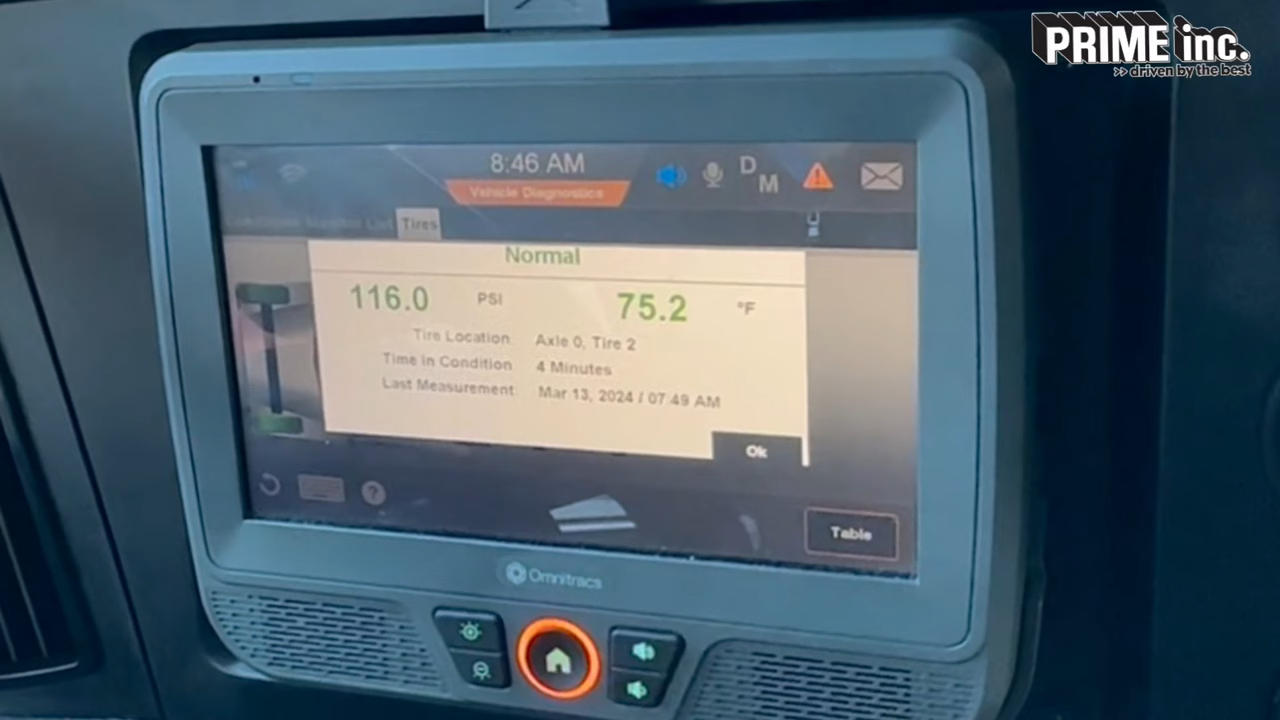 PRIME inc.
>> driven by the best
8:46 AM
D
M
Vehicle Diagnostics
Tires
Normal
116.0 PSI 75.2 °F
Tire Location Axle 0, Tire 2
Time In Condition 4 Minutes
Last Measurement Mar 13, 2024 / 07:49 AM
Ok
?
Table
Omnitracs